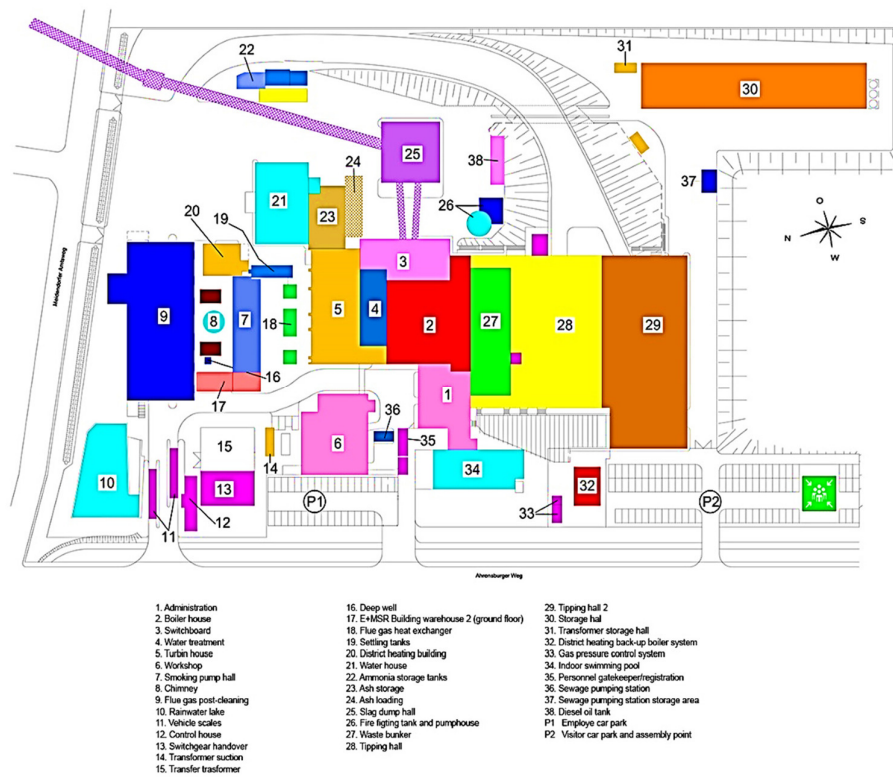 31
22
30
24
25
38
37
21
26
23
20
19
O
N
S
W
3
Meiendorfer Amtsweg
9
8
7
18
5
4
2
27
28
29
16
17
1
36
35
6
15
14
34
10
13
P1
32
P2
33
11
12
Ahrensburger Weg
1. Administration
2. Boiler house
3. Switchboard
4. Water treatment
5. Turbin house
6. Workshop
7. Smoking pump hall
8. Chimney
9. Flue gas post-cleaning
10. Rainwater lake
11. Vehicle scales
12. Control house
13. Switchgear handover
14. Transformer suction
15. Transfer trasformer
16. Deep well
17. E+MSR Building warehouse 2 (ground floor)
18. Flue gas heat exchanger
19. Settling tanks
20. District heating building
21. Water house
22. Ammonia storage tanks
23. Ash storage
24. Ash loading
25. Slag dump hall
26. Fire figting tank and pumphouse
27. Waste bunker
28. Tipping hall
29. Tipping hall 2
30. Storage hal
31. Transformer storage hall
32. District heating back-up boiler system
33. Gas pressure control system
34. Indoor swimming pool
35. Personnel gatekeeper/registration
36. Sewage pumping station
37. Sewage pumping station storage area
38. Diesel oil tank
P1 Employe car park
P2 Visitor car park and assembly point